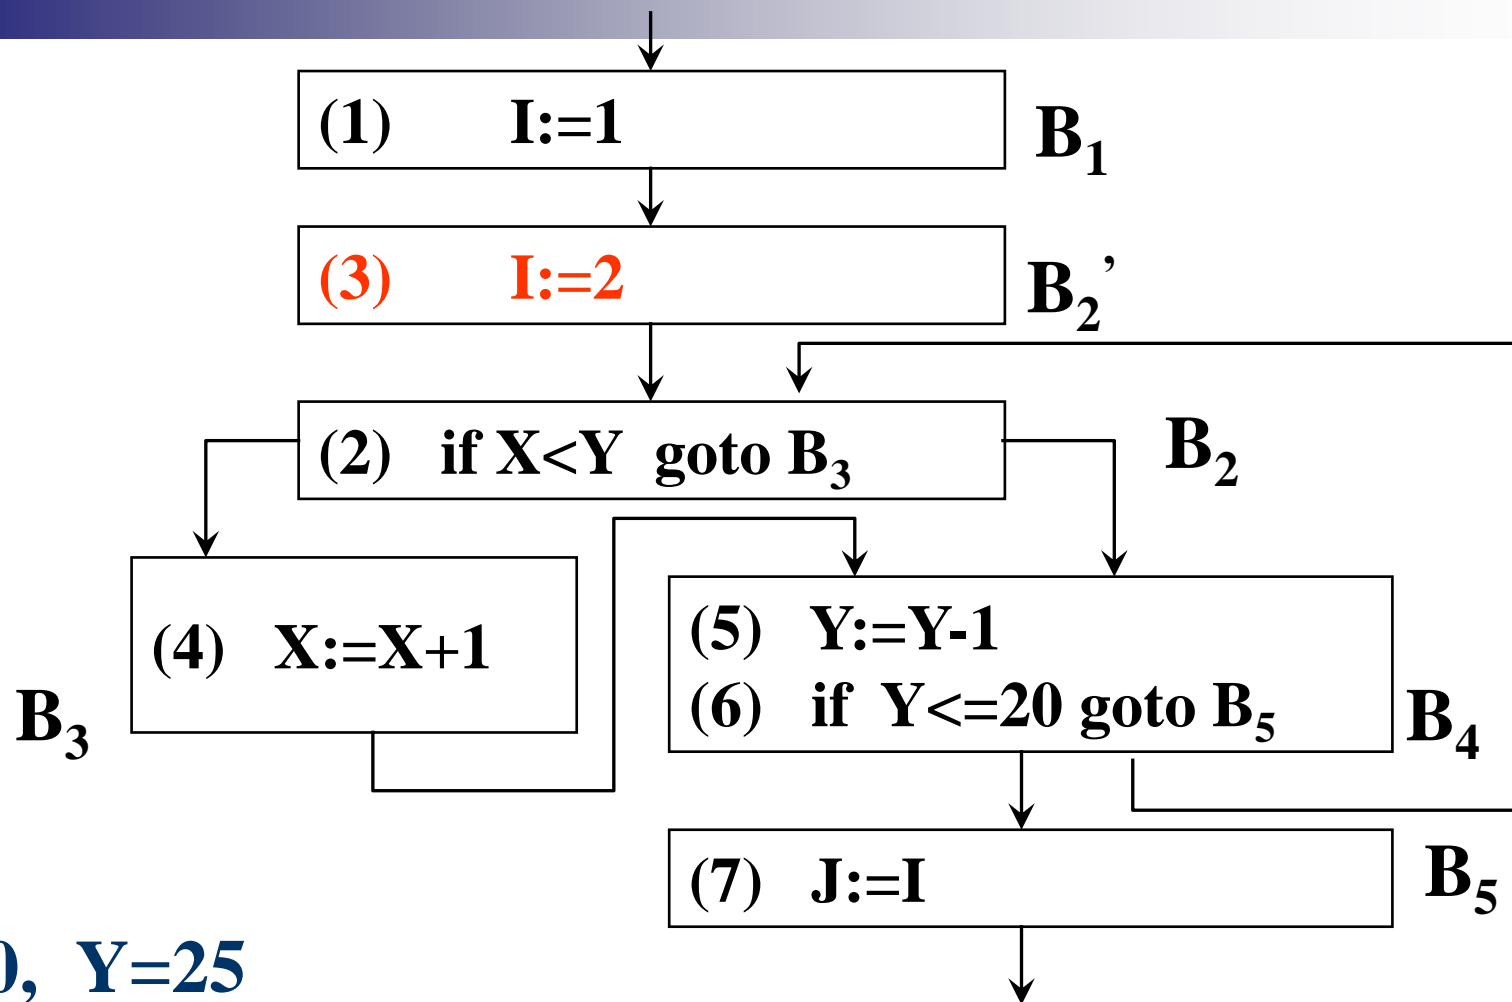 (1) I:=1
B1
(3) I:=2
B2’
(2) if X<Y goto B3
B2
(4) X:=X+1
B3
(5) Y:=Y-1
(6) if Y<=20 goto B5
B4
(7) J:=I
B5
, Y=25